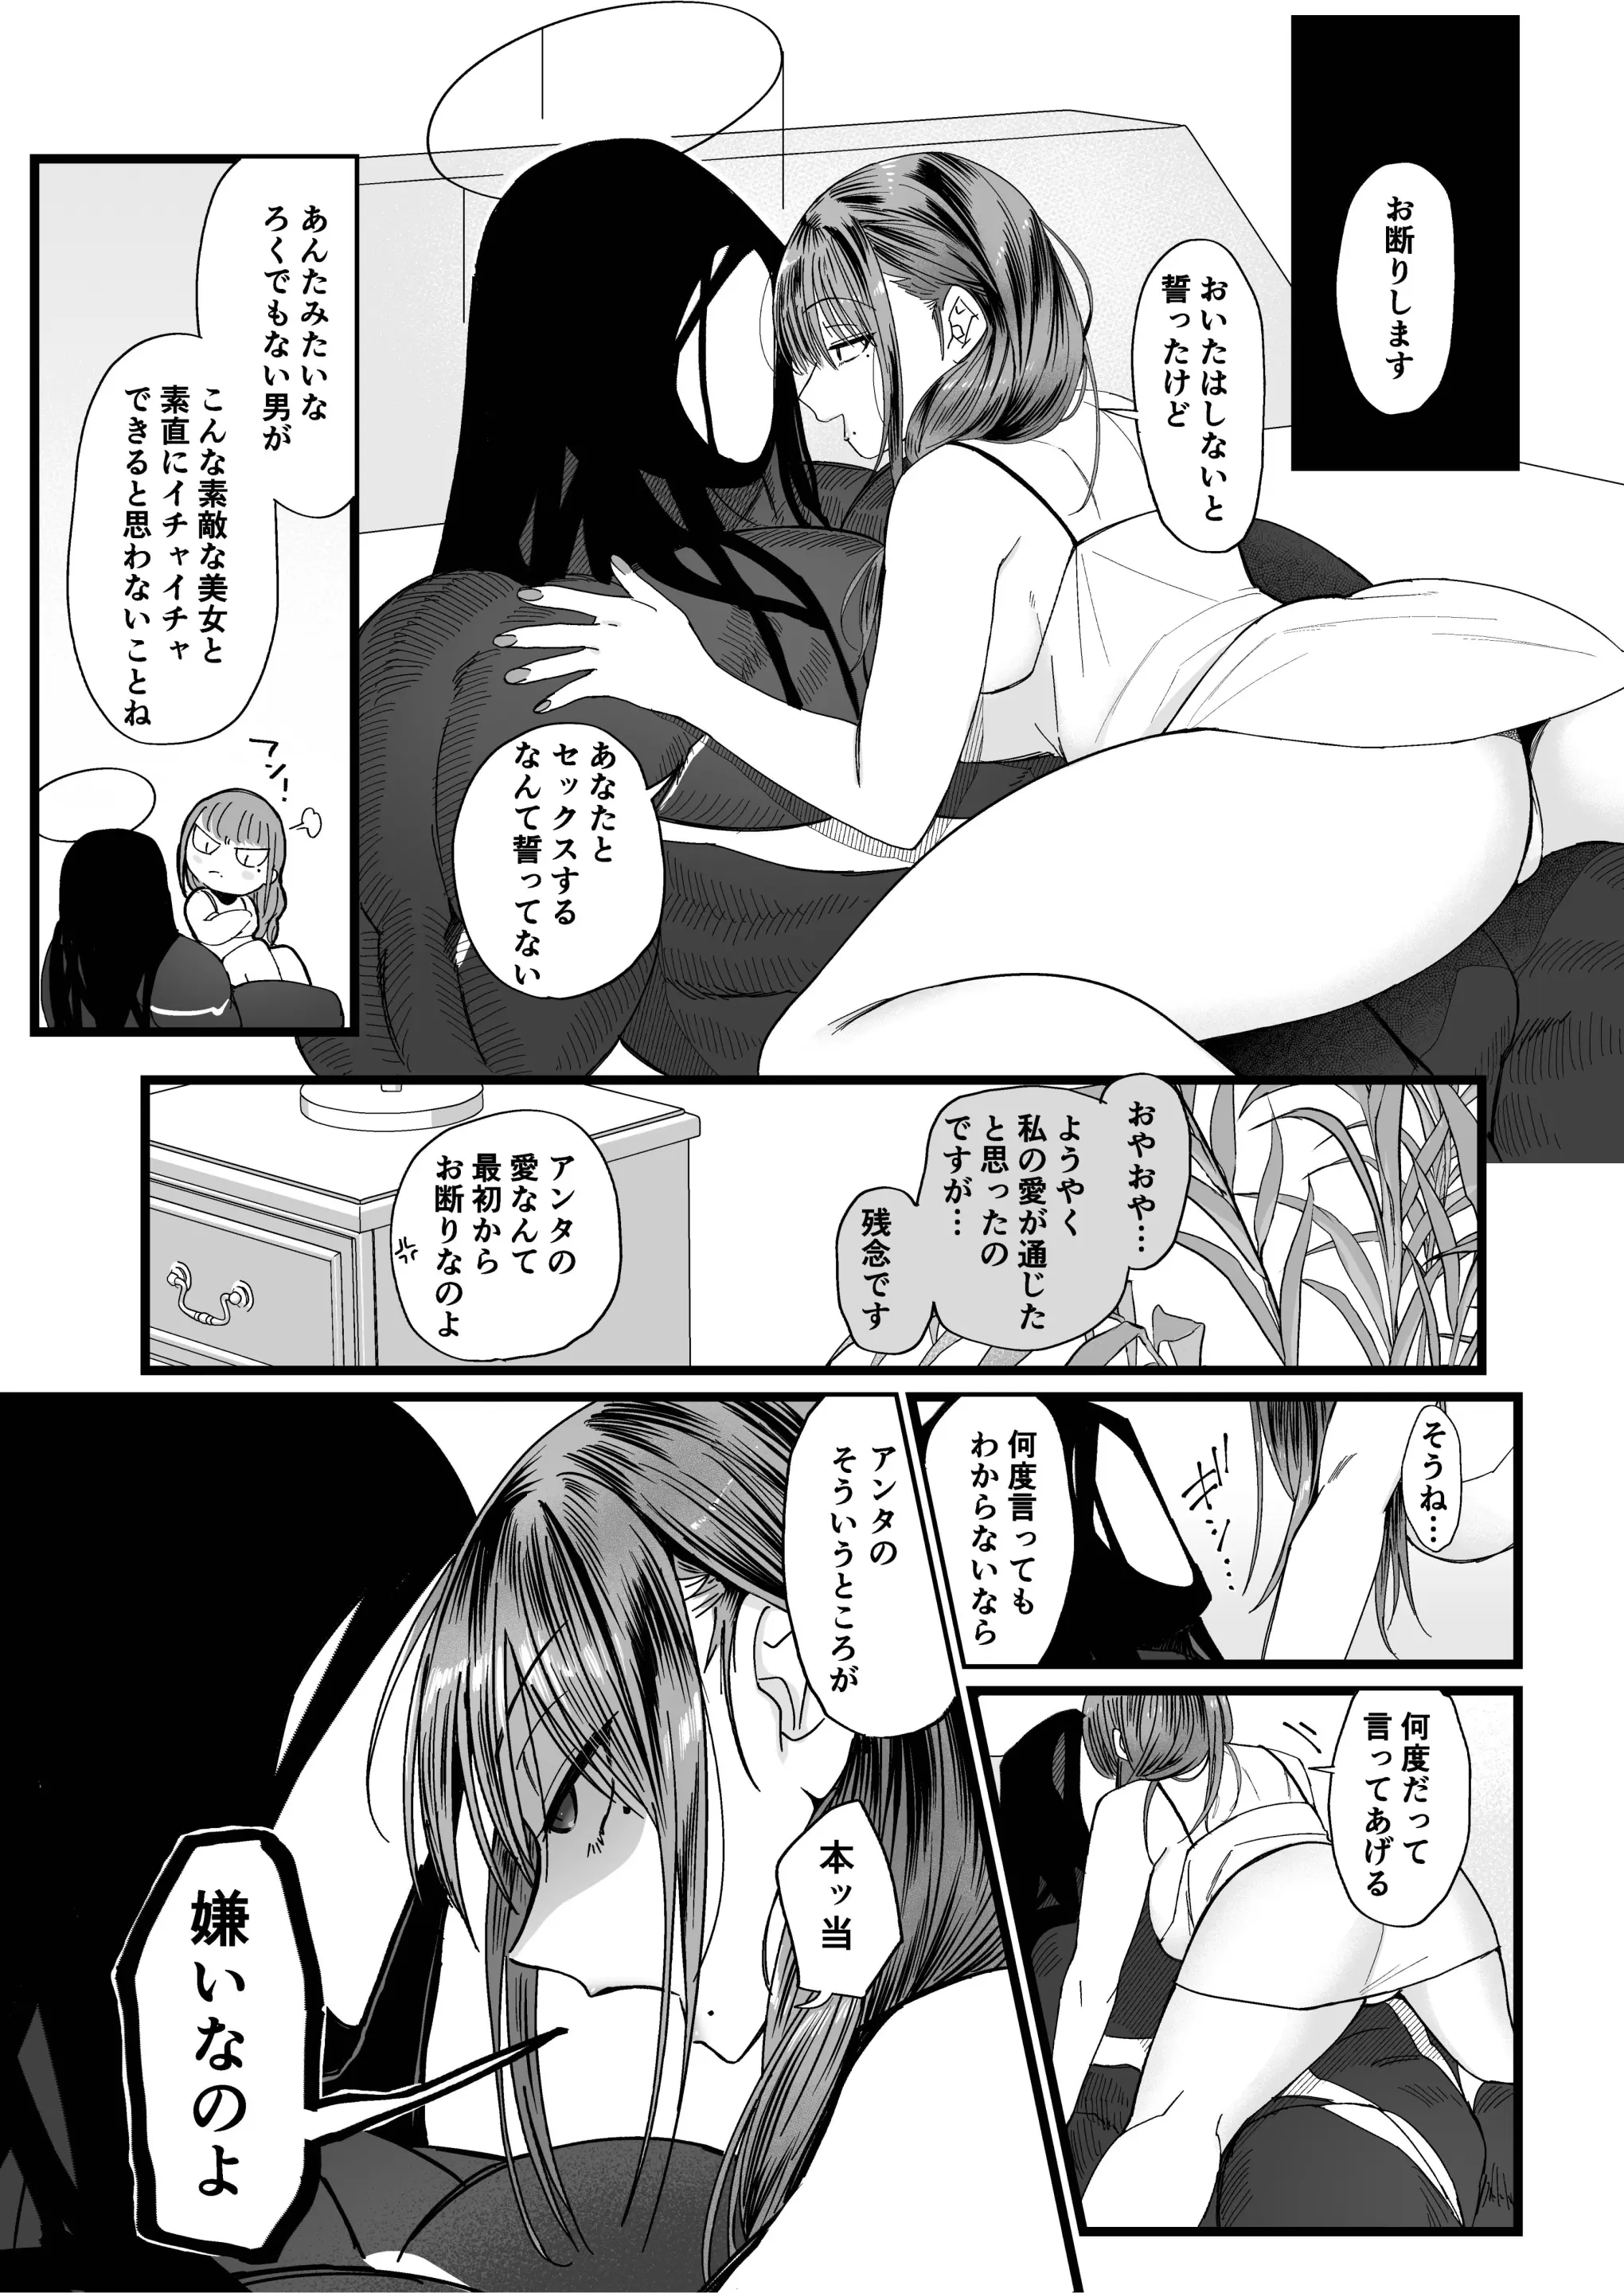 お断りします
おいたはしないと
誓ったけど
あなたと
セックスする
なんて誓ってない
あんたみたいな
ろくでもない男が
こんな素敵な美女と
素直にイチャイチャ
できると思わないことね
フン!
おやおや…
ようやく
私の愛が通じた
と思ったの
ですが…
残念です
アンタの
愛なんて
最初から
お断りなのよ
そうね…
ギシ…
何度言っても
わからないなら
何度だって
言ってあげる
アンタの
そういうところが
本ッ当
嫌いなのよ